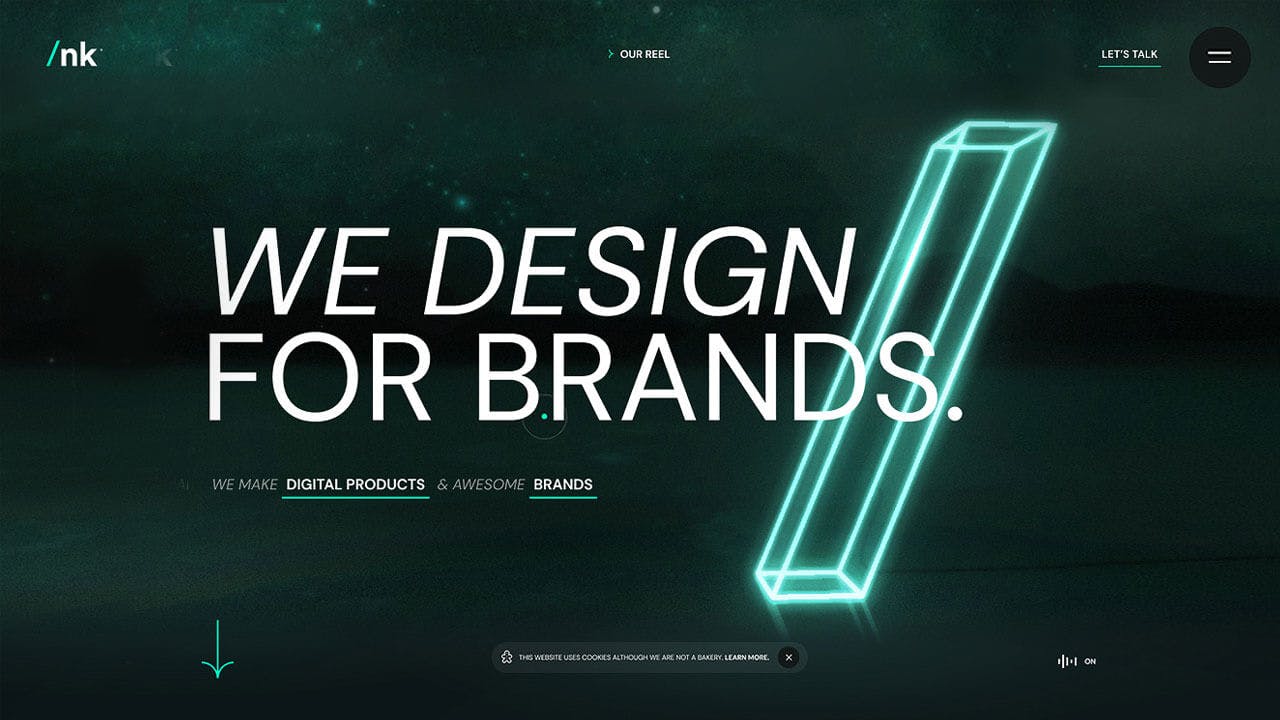 /nk
OUR REEL
LET'S TALK
WE DESIGN
FOR BRANDS.
WE MAKE DIGITAL PRODUCTS & AWESOME BRANDS
THIS WEBSITE USES COOKIES ALTHOUGH WE ARE NOT A BAKERY. LEARN MORE.
ON